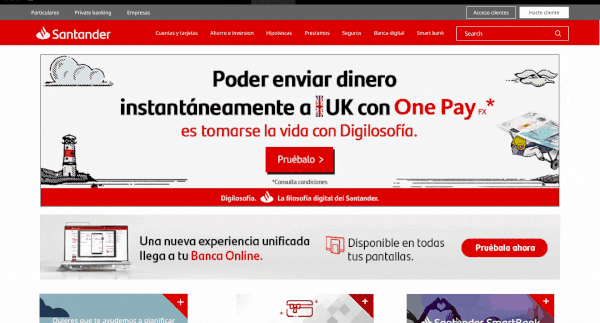 Particulares Private banking Empresas Acceso clientes Hazte cliente
Santander Cuentas y tarjetas Ahorro e inversión Hipotecas Préstamos Seguros Banca digital Smart bank Search
Poder enviar dinero
instantáneamente a UK con One Pay FX*
es tomarse la vida con Digilosofía.
Pruébalo >
*Consulta condiciones
Digilosofía. La filosofía digital del Santander.
Una nueva experiencia unificada
llega a tu Banca Online.
Disponible en todas
tus pantallas.
Pruébala ahora
Quieres que te ayudemos a planificar
Santander SmartBank